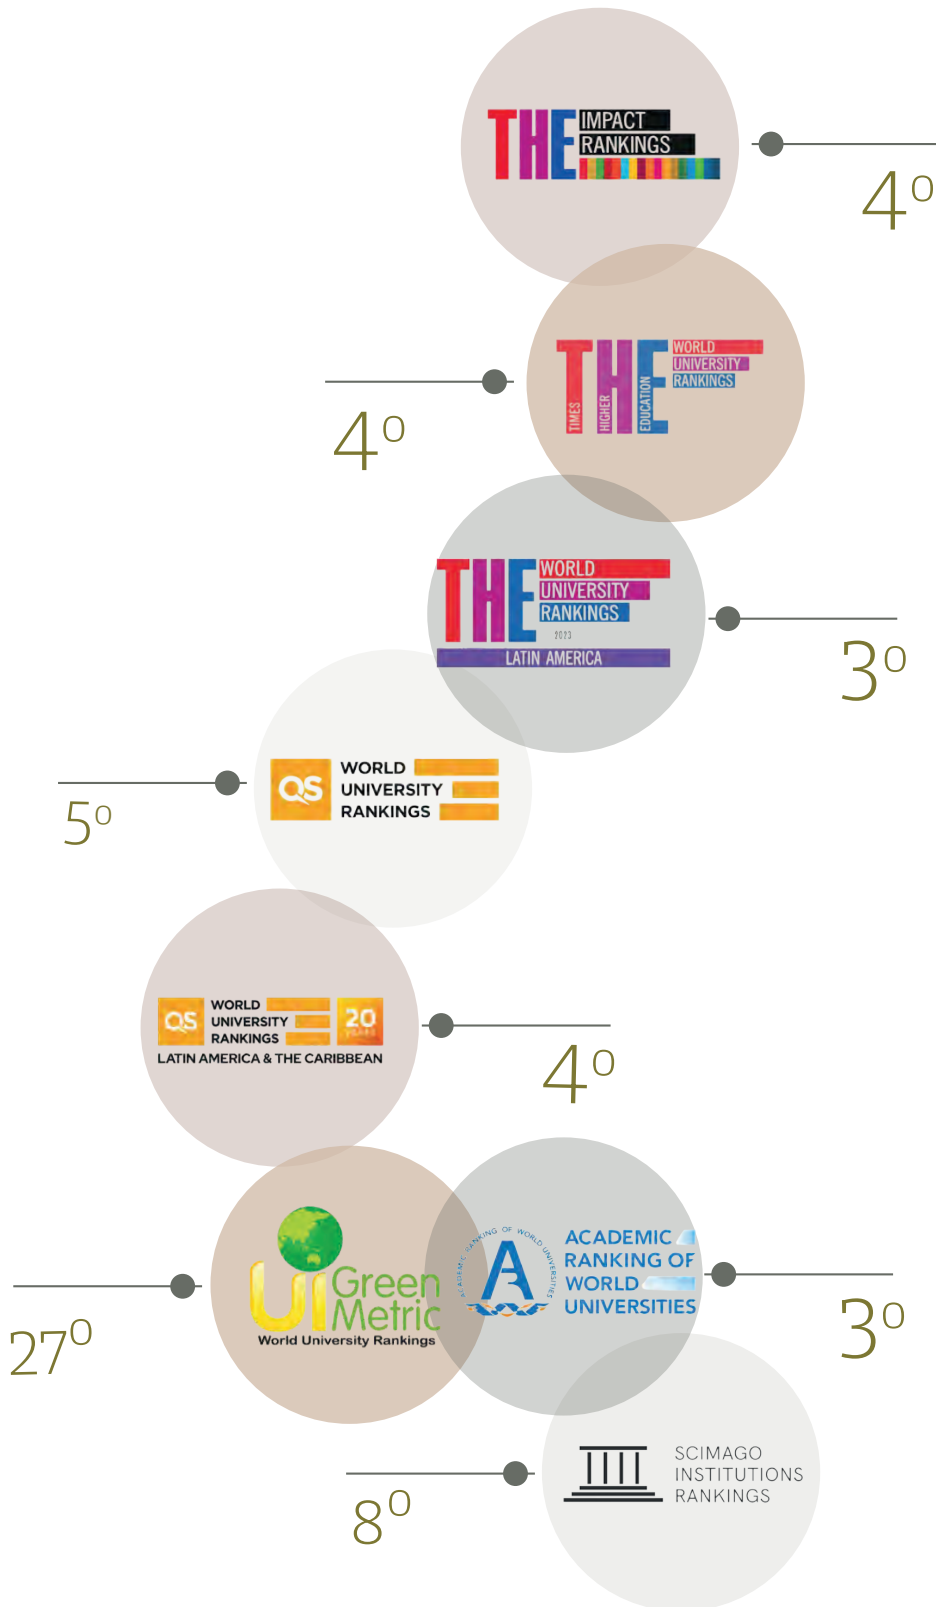 THE IMPACT
RANKINGS
4º
THE WORLD
UNIVERSITY
RANKINGS
TIMES HIGHER EDUCATION
4º
THE WORLD
UNIVERSITY
RANKINGS
2023
LATIN AMERICA
3º
QS WORLD
UNIVERSITY
RANKINGS
5º
QS WORLD
UNIVERSITY
RANKINGS
20
YEARS
LATIN AMERICA & THE CARIBBEAN
4º
UI Green
Metric
World University Rankings
27º
ACADEMIC RANKING OF WORLD UNIVERSITIES
ACADEMIC
RANKING OF
WORLD
UNIVERSITIES
3º
SCIMAGO
INSTITUTIONS
RANKINGS
8º